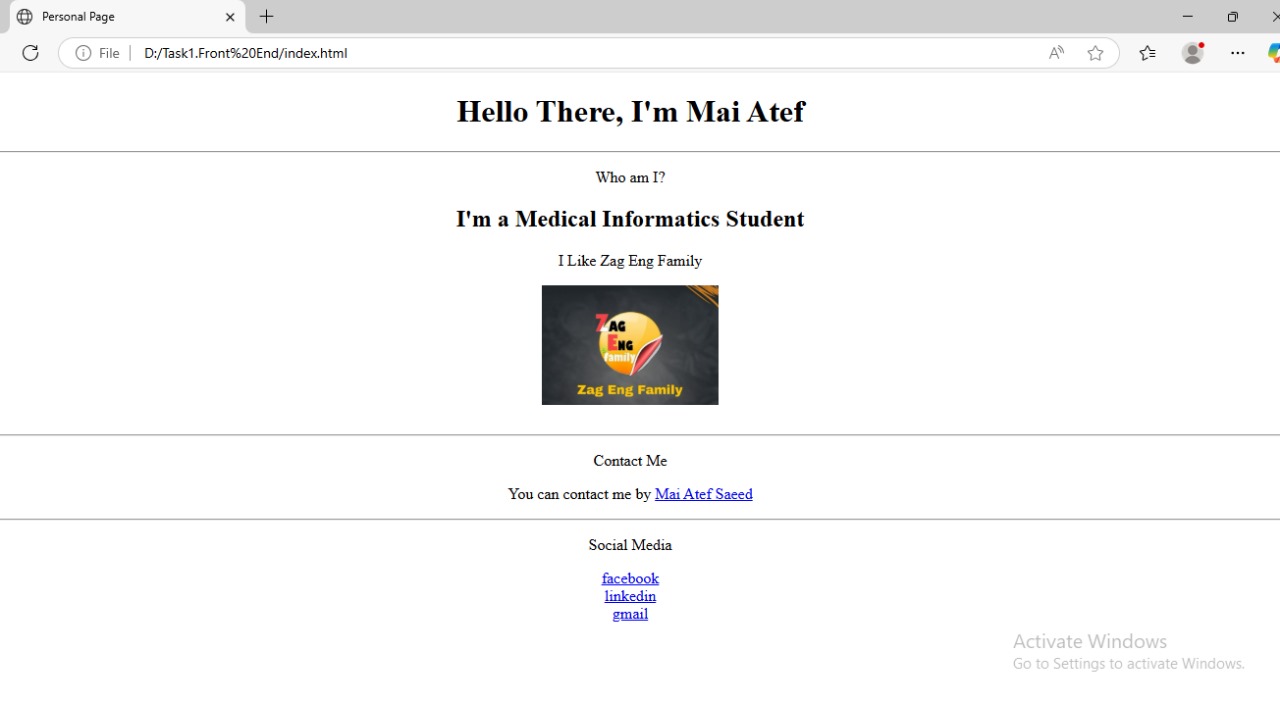 Personal Page
File
D:/Task1.Front%20End/index.html
Hello There, I'm Mai Atef
Who am I?
I'm a Medical Informatics Student
I Like Zag Eng Family
ZAG
ENG
family
Zag Eng Family
Contact Me
You can contact me by Mai Atef Saeed
Social Media
facebook
linkedin
gmail
Activate Windows
Go to Settings to activate Windows.